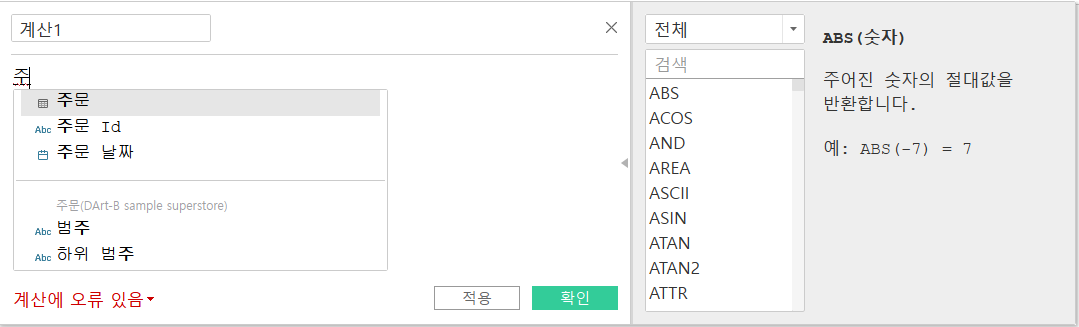 계산1
주
주문
Abc 주문 Id
주문 날짜
주문(DArt-B sample superstore)
Abc 범주
Abc 하위 범주
계산에 오류 있음
적용
확인
전체
검색
ABS
ACOS
AND
AREA
ASCII
ASIN
ATAN
ATAN2
ATTR
ABS(숫자)
주어진 숫자의 절대값을
반환합니다.
예: ABS(-7) = 7